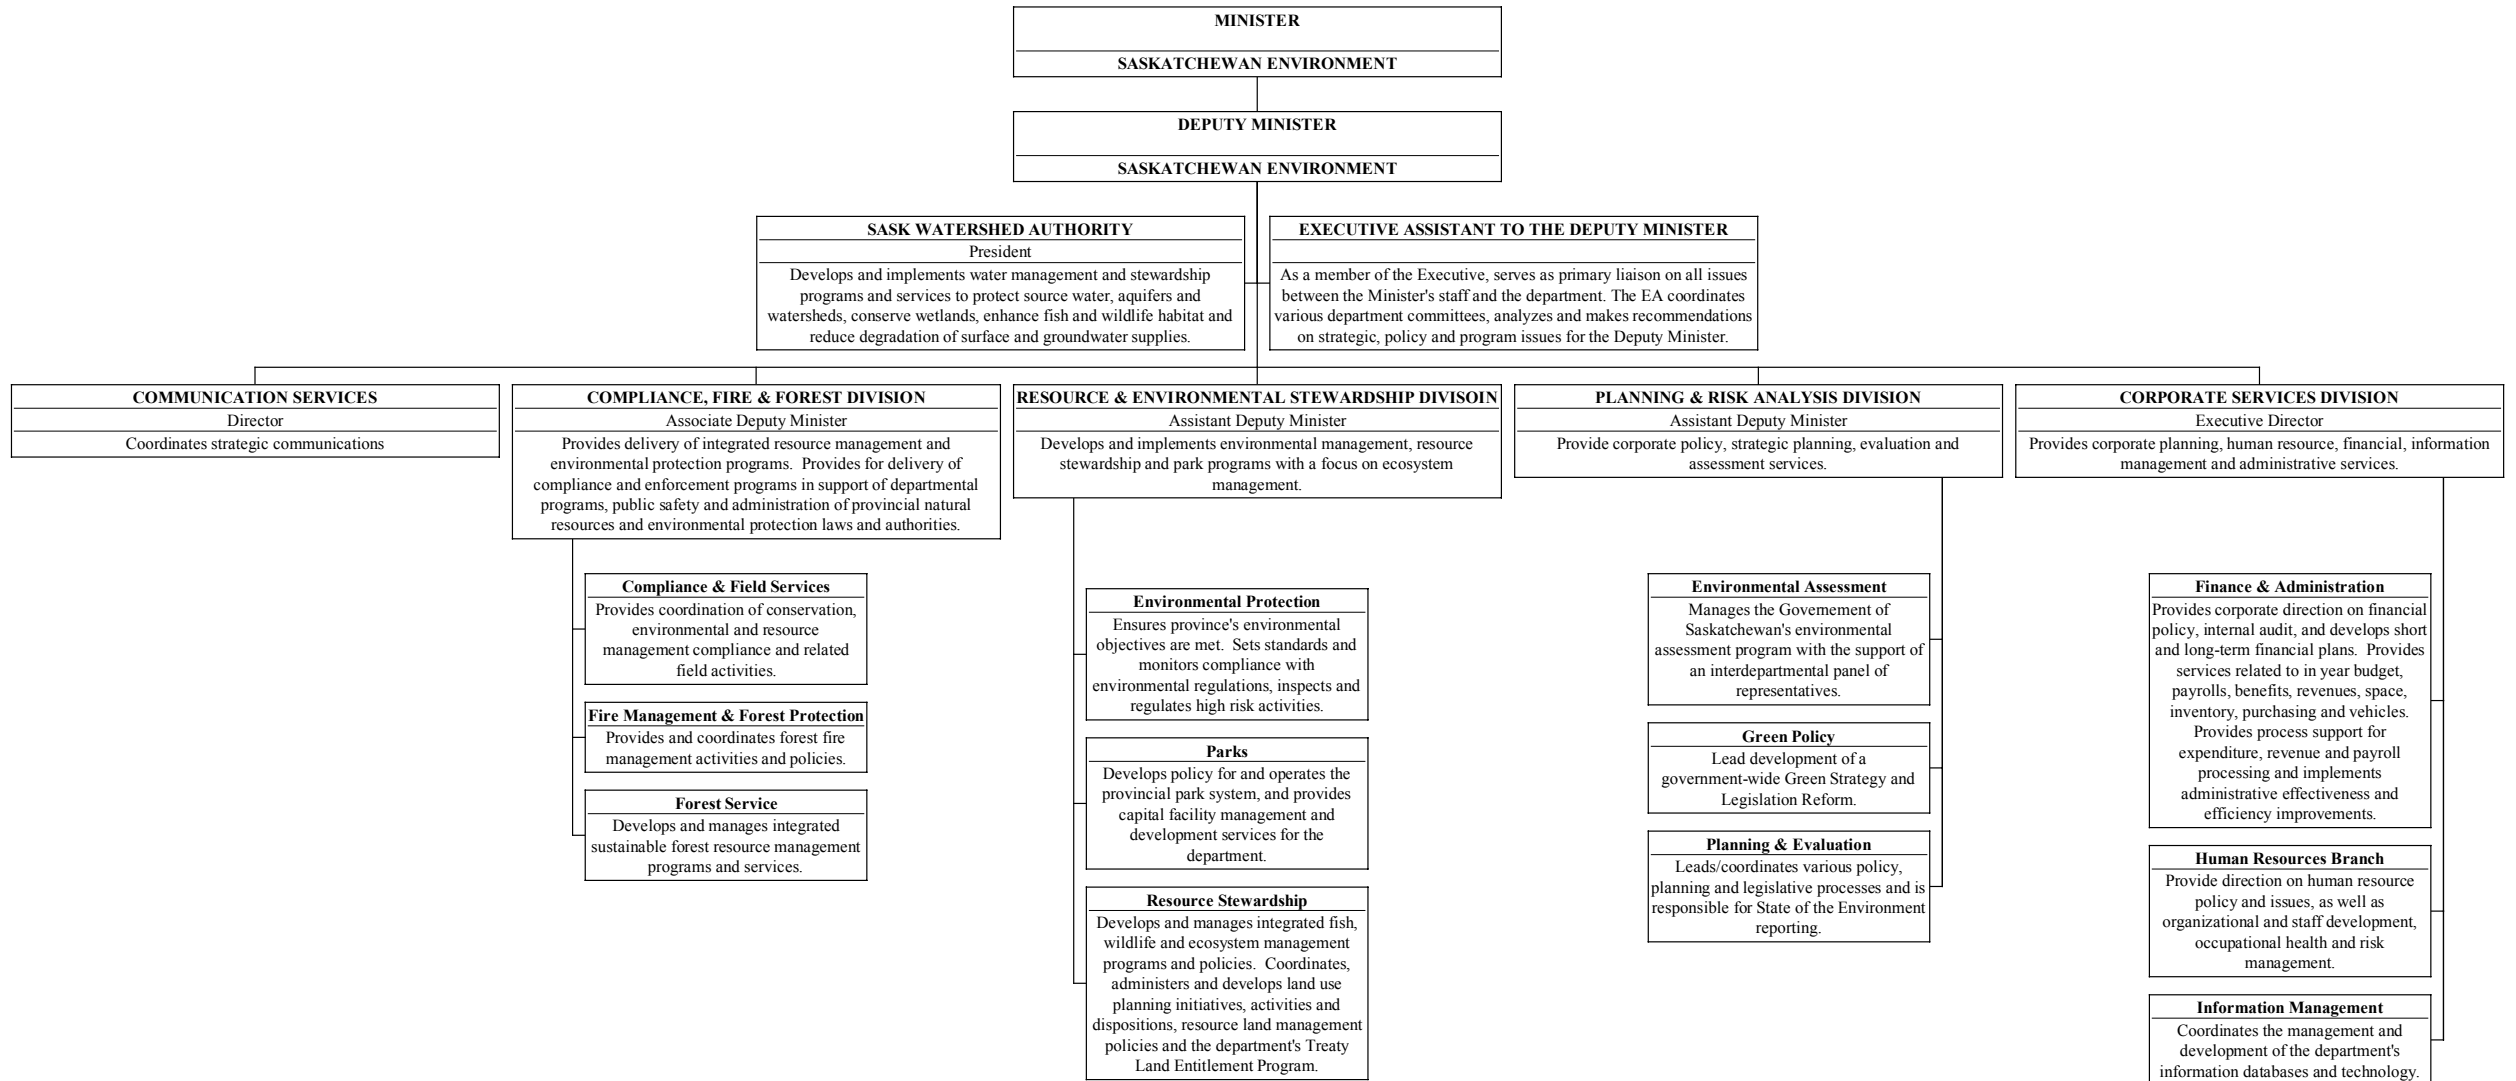 MINISTER
SASKATCHEWAN ENVIRONMENT
DEPUTY MINISTER
SASKATCHEWAN ENVIRONMENT
SASK WATERSHED AUTHORITY
President
Develops and implements water management and stewardship
programs and services to protect source water, aquifers and
watersheds, conserve wetlands, enhance fish and wildlife habitat and
reduce degradation of surface and groundwater supplies.
EXECUTIVE ASSISTANT TO THE DEPUTY MINISTER
As a member of the Executive, serves as primary liaison on all issues
between the Minister's staff and the department. The EA coordinates
various department committees, analyzes and makes recommendations
on strategic, policy and program issues for the Deputy Minister.
COMMUNICATION SERVICES
Director
Coordinates strategic communications
COMPLIANCE, FIRE & FOREST DIVISION
Associate Deputy Minister
Provides delivery of integrated resource management and
environmental protection programs.  Provides for delivery of
compliance and enforcement programs in support of departmental
programs, public safety and administration of provincial natural
resources and environmental protection laws and authorities.
Compliance & Field Services
Provides coordination of conservation,
environmental and resource
management compliance and related
field activities.
Fire Management & Forest Protection
Provides and coordinates forest fire
management activities and policies.
Forest Service
Develops and manages integrated
sustainable forest resource management
programs and services.
RESOURCE & ENVIRONMENTAL STEWARDSHIP DIVISOIN
Assistant Deputy Minister
Develops and implements environmental management, resource
stewardship and park programs with a focus on ecosystem
management.
Environmental Protection
Ensures province's environmental
objectives are met.  Sets standards and
monitors compliance with
environmental regulations, inspects and
regulates high risk activities.
Parks
Develops policy for and operates the
provincial park system, and provides
capital facility management and
development services for the
department.
Resource Stewardship
Develops and manages integrated fish,
wildlife and ecosystem management
programs and policies.  Coordinates,
administers and develops land use
planning initiatives, activities and
dispositions, resource land management
policies and the department's Treaty
Land Entitlement Program.
PLANNING & RISK ANALYSIS DIVISION
Assistant Deputy Minister
Provide corporate policy, strategic planning, evaluation and
assessment services.
Environmental Assessment
Manages the Governement of
Saskatchewan's environmental
assessment program with the support of
an interdepartmental panel of
representatives.
Green Policy
Lead development of a
government-wide Green Strategy and
Legislation Reform.
Planning & Evaluation
Leads/coordinates various policy,
planning and legislative processes and is
responsible for State of the Environment
reporting.
CORPORATE SERVICES DIVISION
Executive Director
Provides corporate planning, human resource, financial, information
management and administrative services.
Finance & Administration
Provides corporate direction on financial
policy, internal audit, and develops short
and long-term financial plans.  Provides
services related to in year budget,
payrolls, benefits, revenues, space,
inventory, purchasing and vehicles.
Provides process support for
expenditure, revenue and payroll
processing and implements
administrative effectiveness and
efficiency improvements.
Human Resources Branch
Provide direction on human resource
policy and issues, as well as
organizational and staff development,
occupational health and risk
management.
Information Management
Coordinates the management and
development of the department's
information databases and technology.